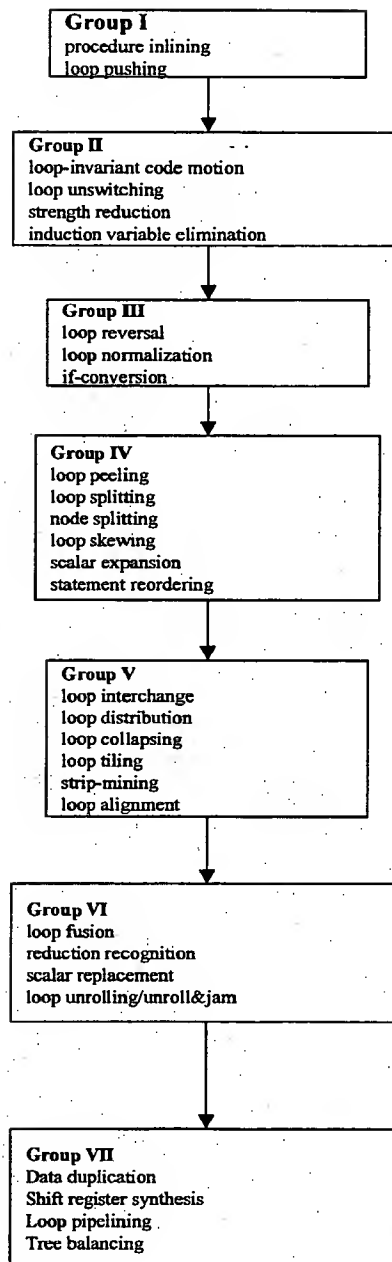 Group I
procedure inlining
loop pushing
Group II
loop-invariant code motion
loop unswitching
strength reduction
induction variable elimination
Group III
loop reversal
loop normalization
if-conversion
Group IV
loop peeling
loop splitting
node splitting
loop skewing
scalar expansion
statement reordering
Group V
loop interchange
loop distribution
loop collapsing
loop tiling
strip-mining
loop alignment
Group VI
loop fusion
reduction recognition
scalar replacement
loop unrolling/unroll&jam
Group VII
Data duplication
Shift register synthesis
Loop pipelining
Tree balancing